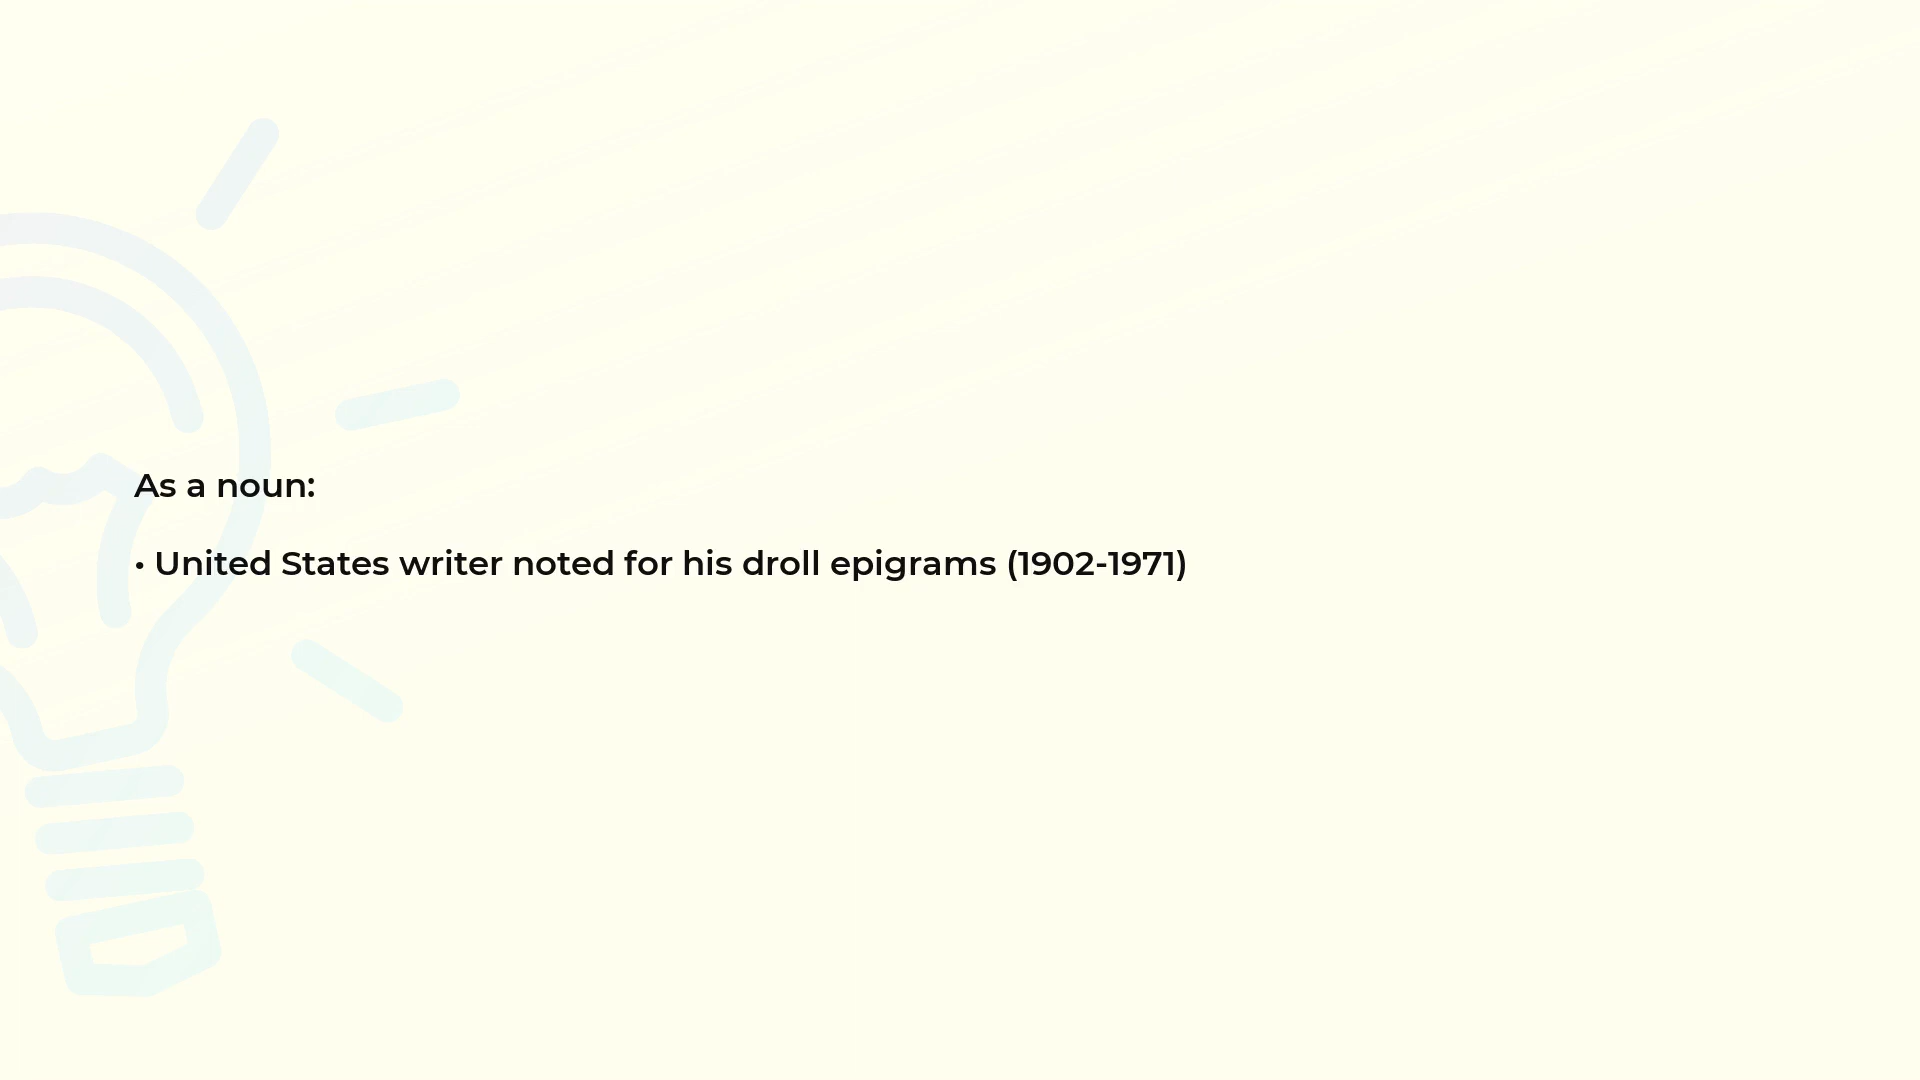 As a noun:
• United States writer noted for his droll epigrams (1902-1971)